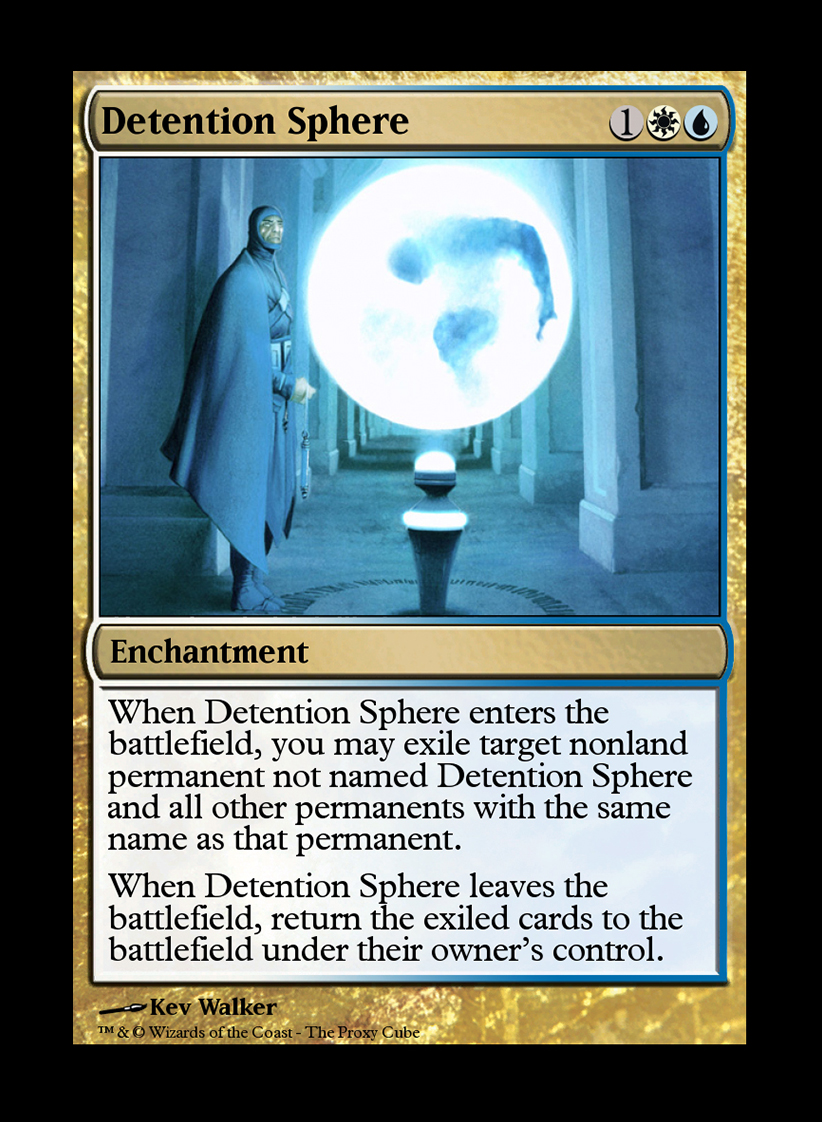 Detention Sphere 1
Enchantment
When Detention Sphere enters the
battlefield, you may exile target nonland
permanent not named Detention Sphere
and all other permanents with the same
name as that permanent.
When Detention Sphere leaves the
battlefield, return the exiled cards to the
battlefield under their owner's control.
Kev Walker
™ & © Wizards of the Coast - The Proxy Cube